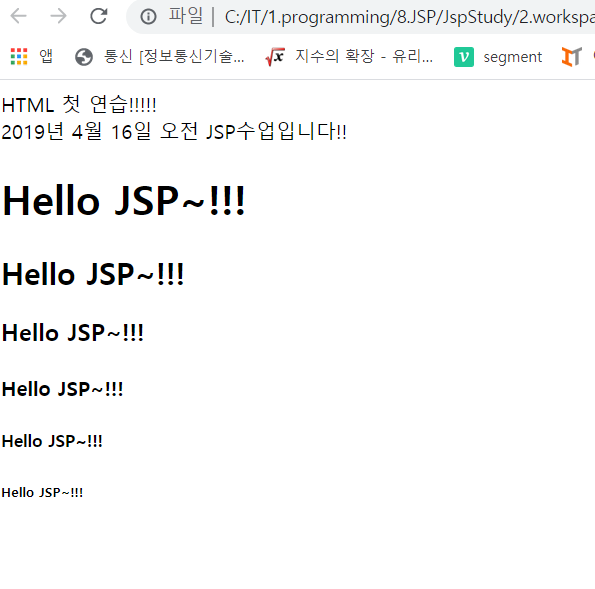 파일 | C:/IT/1.programming/8.JSP/JspStudy/2.workspa
앱 통신 [정보통신기술... 지수의 확장 - 유리... segment
HTML 첫 연습!!!!!
2019년 4월 16일 오전 JSP수업입니다!!
Hello JSP~!!!
Hello JSP~!!!
Hello JSP~!!!
Hello JSP~!!!
Hello JSP~!!!
Hello JSP~!!!